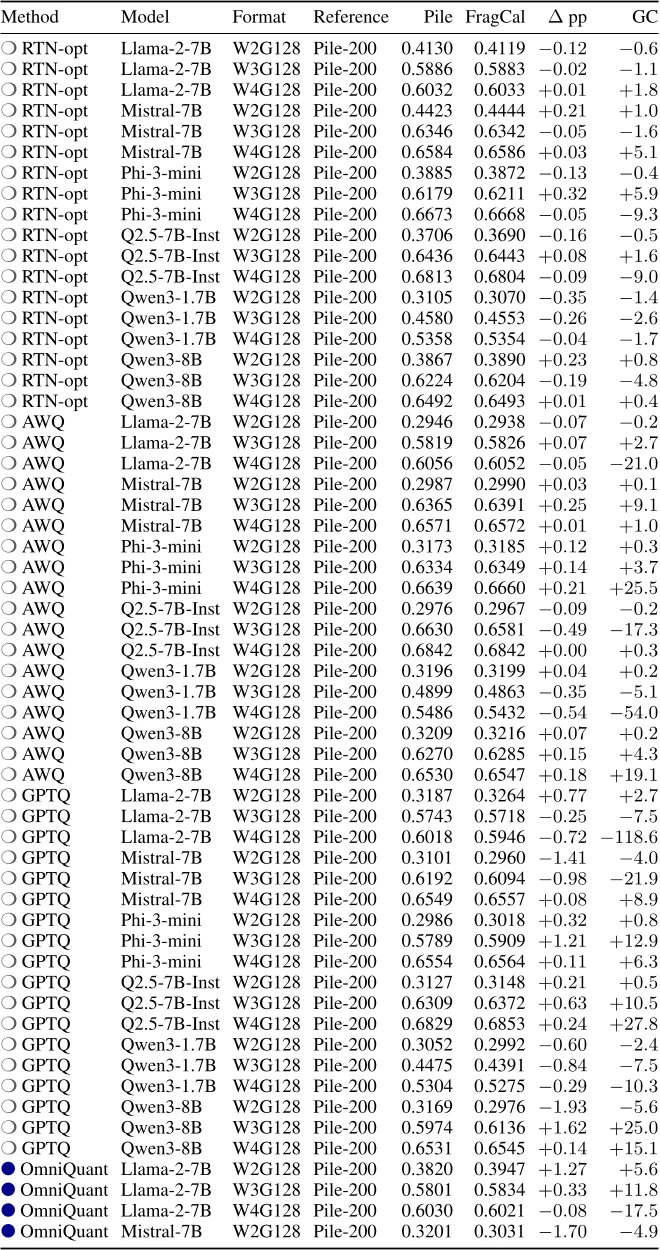 Method Model Format Reference Pile FragCal Δ pp GC
❍ RTN-opt Llama-2-7B W2G128 Pile-200 0.4130 0.4119 −0.12 −0.6
❍ RTN-opt Llama-2-7B W3G128 Pile-200 0.5886 0.5883 −0.02 −1.1
❍ RTN-opt Llama-2-7B W4G128 Pile-200 0.6032 0.6033 +0.01 +1.8
❍ RTN-opt Mistral-7B W2G128 Pile-200 0.4423 0.4444 +0.21 +1.0
❍ RTN-opt Mistral-7B W3G128 Pile-200 0.6346 0.6342 −0.05 −1.6
❍ RTN-opt Mistral-7B W4G128 Pile-200 0.6584 0.6586 +0.03 +5.1
❍ RTN-opt Phi-3-mini W2G128 Pile-200 0.3885 0.3872 −0.13 −0.4
❍ RTN-opt Phi-3-mini W3G128 Pile-200 0.6179 0.6211 +0.32 +5.9
❍ RTN-opt Phi-3-mini W4G128 Pile-200 0.6673 0.6668 −0.05 −9.3
❍ RTN-opt Q2.5-7B-Inst W2G128 Pile-200 0.3706 0.3690 −0.16 −0.5
❍ RTN-opt Q2.5-7B-Inst W3G128 Pile-200 0.6436 0.6443 +0.08 +1.6
❍ RTN-opt Q2.5-7B-Inst W4G128 Pile-200 0.6813 0.6804 −0.09 −9.0
❍ RTN-opt Qwen3-1.7B W2G128 Pile-200 0.3105 0.3070 −0.35 −1.4
❍ RTN-opt Qwen3-1.7B W3G128 Pile-200 0.4580 0.4553 −0.26 −2.6
❍ RTN-opt Qwen3-1.7B W4G128 Pile-200 0.5358 0.5354 −0.04 −1.7
❍ RTN-opt Qwen3-8B W2G128 Pile-200 0.3867 0.3890 +0.23 +0.8
❍ RTN-opt Qwen3-8B W3G128 Pile-200 0.6224 0.6204 −0.19 −4.8
❍ RTN-opt Qwen3-8B W4G128 Pile-200 0.6492 0.6493 +0.01 +0.4
❍ AWQ Llama-2-7B W2G128 Pile-200 0.2946 0.2938 −0.07 −0.2
❍ AWQ Llama-2-7B W3G128 Pile-200 0.5819 0.5826 +0.07 +2.7
❍ AWQ Llama-2-7B W4G128 Pile-200 0.6056 0.6052 −0.05 −21.0
❍ AWQ Mistral-7B W2G128 Pile-200 0.2987 0.2990 +0.03 +0.1
❍ AWQ Mistral-7B W3G128 Pile-200 0.6365 0.6391 +0.25 +9.1
❍ AWQ Mistral-7B W4G128 Pile-200 0.6571 0.6572 +0.01 +1.0
❍ AWQ Phi-3-mini W2G128 Pile-200 0.3173 0.3185 +0.12 +0.3
❍ AWQ Phi-3-mini W3G128 Pile-200 0.6334 0.6349 +0.14 +3.7
❍ AWQ Phi-3-mini W4G128 Pile-200 0.6639 0.6660 +0.21 +25.5
❍ AWQ Q2.5-7B-Inst W2G128 Pile-200 0.2976 0.2967 −0.09 −0.2
❍ AWQ Q2.5-7B-Inst W3G128 Pile-200 0.6630 0.6581 −0.49 −17.3
❍ AWQ Q2.5-7B-Inst W4G128 Pile-200 0.6842 0.6842 +0.00 +0.3
❍ AWQ Qwen3-1.7B W2G128 Pile-200 0.3196 0.3199 +0.04 +0.2
❍ AWQ Qwen3-1.7B W3G128 Pile-200 0.4899 0.4863 −0.35 −5.1
❍ AWQ Qwen3-1.7B W4G128 Pile-200 0.5486 0.5432 −0.54 −54.0
❍ AWQ Qwen3-8B W2G128 Pile-200 0.3209 0.3216 +0.07 +0.2
❍ AWQ Qwen3-8B W3G128 Pile-200 0.6270 0.6285 +0.15 +4.3
❍ AWQ Qwen3-8B W4G128 Pile-200 0.6530 0.6547 +0.18 +19.1
❍ GPTQ Llama-2-7B W2G128 Pile-200 0.3187 0.3264 +0.77 +2.7
❍ GPTQ Llama-2-7B W3G128 Pile-200 0.5743 0.5718 −0.25 −7.5
❍ GPTQ Llama-2-7B W4G128 Pile-200 0.6018 0.5946 −0.72 −118.6
❍ GPTQ Mistral-7B W2G128 Pile-200 0.3101 0.2960 −1.41 −4.0
❍ GPTQ Mistral-7B W3G128 Pile-200 0.6192 0.6094 −0.98 −21.9
❍ GPTQ Mistral-7B W4G128 Pile-200 0.6549 0.6557 +0.08 +8.9
❍ GPTQ Phi-3-mini W2G128 Pile-200 0.2986 0.3018 +0.32 +0.8
❍ GPTQ Phi-3-mini W3G128 Pile-200 0.5789 0.5909 +1.21 +12.9
❍ GPTQ Phi-3-mini W4G128 Pile-200 0.6554 0.6564 +0.11 +6.3
❍ GPTQ Q2.5-7B-Inst W2G128 Pile-200 0.3127 0.3148 +0.21 +0.5
❍ GPTQ Q2.5-7B-Inst W3G128 Pile-200 0.6309 0.6372 +0.63 +10.5
❍ GPTQ Q2.5-7B-Inst W4G128 Pile-200 0.6829 0.6853 +0.24 +27.8
❍ GPTQ Qwen3-1.7B W2G128 Pile-200 0.3052 0.2992 −0.60 −2.4
❍ GPTQ Qwen3-1.7B W3G128 Pile-200 0.4475 0.4391 −0.84 −7.5
❍ GPTQ Qwen3-1.7B W4G128 Pile-200 0.5304 0.5275 −0.29 −10.3
❍ GPTQ Qwen3-8B W2G128 Pile-200 0.3169 0.2976 −1.93 −5.6
❍ GPTQ Qwen3-8B W3G128 Pile-200 0.5974 0.6136 +1.62 +25.0
❍ GPTQ Qwen3-8B W4G128 Pile-200 0.6531 0.6545 +0.14 +15.1
● OmniQuant Llama-2-7B W2G128 Pile-200 0.3820 0.3947 +1.27 +5.6
● OmniQuant Llama-2-7B W3G128 Pile-200 0.5801 0.5834 +0.33 +11.8
● OmniQuant Llama-2-7B W4G128 Pile-200 0.6030 0.6021 −0.08 −17.5
● OmniQuant Mistral-7B W2G128 Pile-200 0.3201 0.3031 −1.70 −4.9